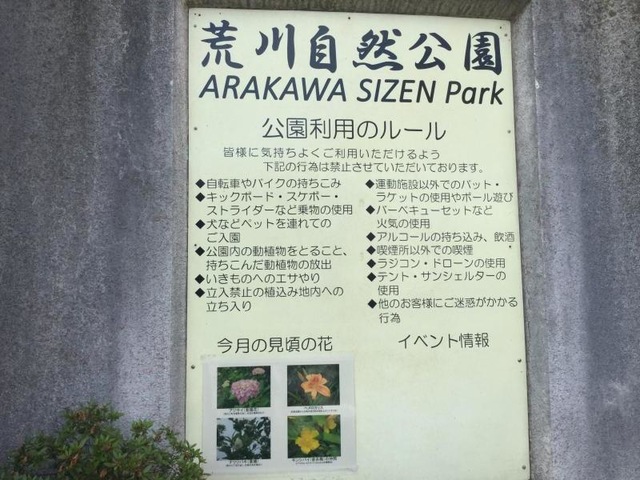 荒川自然公園
ARAKAWA SIZEN Park
公園利用のルール
皆様に気持ちよくご利用いただけるよう
下記の行為は禁止させていただいております。
◆自転車やバイクの持ちこみ
◆キックボード・スケボー・
ストライダーなど乗物の使用
◆犬などペットを連れての
ご入園
◆公園内の動植物をとること、
持ちこんだ動植物の放出
◆いきものへのエサやり
◆立入禁止の植込み地内への
立ち入り
◆運動施設以外でのバット・
ラケットの使用やボール遊び
◆バーベキューセットなど
火気の使用
◆アルコールの持ち込み、飲酒
◆喫煙所以外での喫煙
◆ラジコン・ドローンの使用
◆テント・サンシェルターの
使用
◆他のお客様にご迷惑がかかる
行為
今月の見頃の花
イベント情報